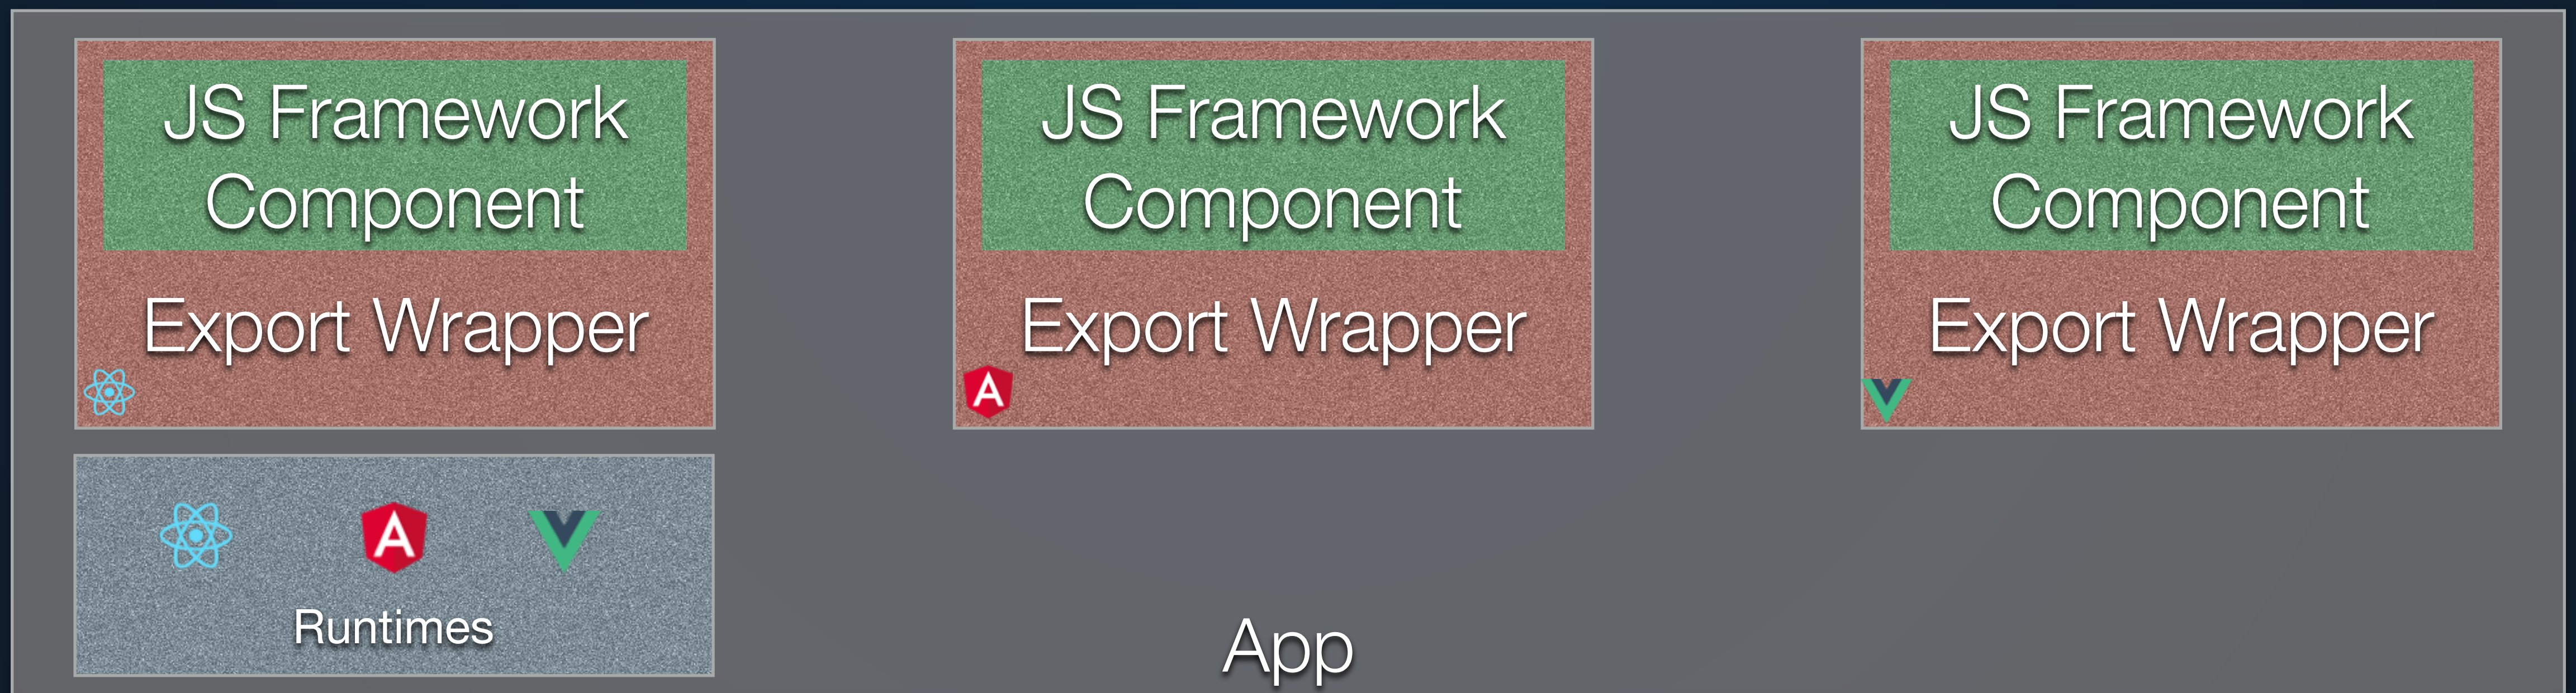 JS Framework
Component
Export Wrapper
JS Framework
Component
Export Wrapper
JS Framework
Component
Export Wrapper
Runtimes
App